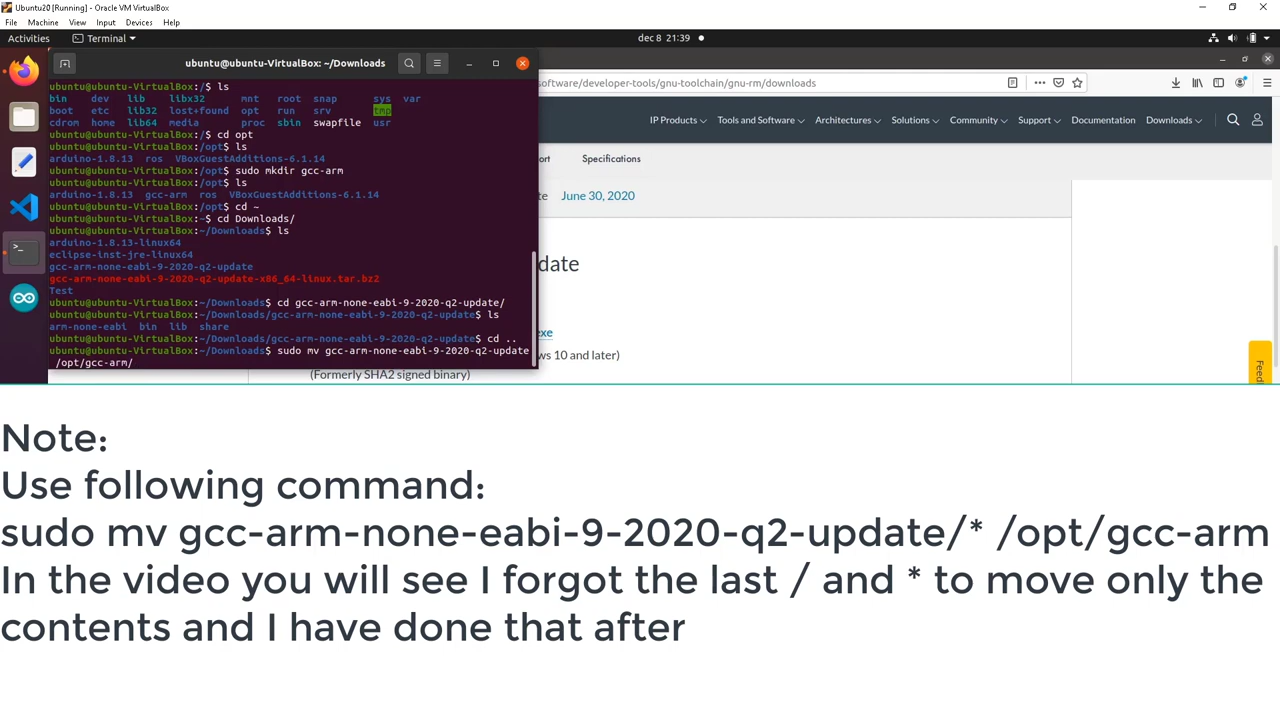 Ubuntu20 [Running] - Oracle VM VirtualBox
File Machine View Input Devices Help
Activities Terminal dec 8 21:39
ubuntu@ubuntu-VirtualBox: ~/Downloads
software/developer-tools/gnu-toolchain/gnu-rm/downloads
IP Products Tools and Software Architectures Solutions Community Support Documentation Downloads
ort Specifications
te June 30, 2020
date
exe
ws 10 and later)
(Formerly SHA2 signed binary)
Feed
ubuntu@ubuntu-VirtualBox:/$ ls
bin dev lib libx32 mnt root snap sys var
boot etc lib32 lost+found opt run srv tmp
cdrom home lib64 media proc sbin swapfile usr
ubuntu@ubuntu-VirtualBox:/$ cd opt
ubuntu@ubuntu-VirtualBox:/opt$ ls
arduino-1.8.13 ros VBoxGuestAdditions-6.1.14
ubuntu@ubuntu-VirtualBox:/opt$ sudo mkdir gcc-arm
ubuntu@ubuntu-VirtualBox:/opt$ ls
arduino-1.8.13 gcc-arm ros VBoxGuestAdditions-6.1.14
ubuntu@ubuntu-VirtualBox:/opt$ cd ~
ubuntu@ubuntu-VirtualBox:~$ cd Downloads/
ubuntu@ubuntu-VirtualBox:~/Downloads$ ls
arduino-1.8.13-linux64
eclipse-inst-jre-linux64
gcc-arm-none-eabi-9-2020-q2-update
gcc-arm-none-eabi-9-2020-q2-update-x86_64-linux.tar.bz2
Test
ubuntu@ubuntu-VirtualBox:~/Downloads$ cd gcc-arm-none-eabi-9-2020-q2-update/
ubuntu@ubuntu-VirtualBox:~/Downloads/gcc-arm-none-eabi-9-2020-q2-update$ ls
arm-none-eabi bin lib share
ubuntu@ubuntu-VirtualBox:~/Downloads/gcc-arm-none-eabi-9-2020-q2-update$ cd ..
ubuntu@ubuntu-VirtualBox:~/Downloads$ sudo mv gcc-arm-none-eabi-9-2020-q2-update
/opt/gcc-arm/
Note:
Use following command:
sudo mv gcc-arm-none-eabi-9-2020-q2-update/* /opt/gcc-arm
In the video you will see I forgot the last / and * to move only the
contents and I have done that after